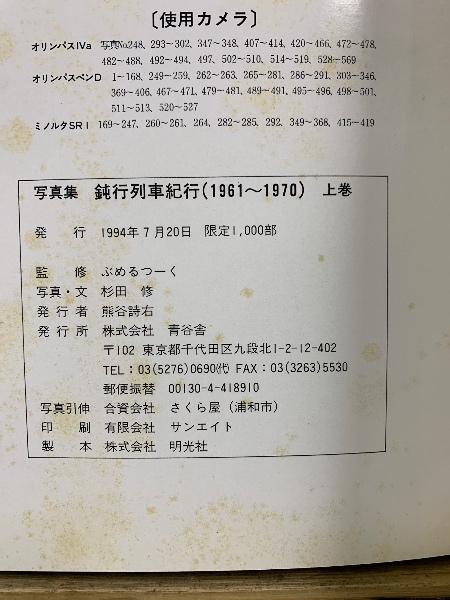 〔使用カメラ〕
オリンパスⅣa 写真No.248、293〜302、347〜348、407〜414、420〜466、472〜478、
482〜488、492〜494、497、502〜510、514〜519、528〜569
オリンパスペンD 1〜168、249〜259、262〜263、265〜281、286〜291、303〜346、
369〜406、467〜471、479〜481、489〜491、495〜496、498〜501、
511〜513、520〜527
ミノルタSRⅠ 169〜247、260〜261、264、282〜285、292、349〜368、415〜419
写真集 鈍行列車紀行(1961〜1970) 上巻
発行 1994年7月20日 限定1,000部
監修 ぶめるつーく
写真・文 杉田 修
発行者 熊谷詩右
発行所 株式会社 青谷舎
〒102 東京都千代田区九段北1-2-12-402
TEL:03(5276)0690㈹ FAX:03(3263)5530
郵便振替 00130-4-418910
写真引伸 合資会社 さくら屋(浦和市)
印刷 有限会社 サンエイト
製本 株式会社 明光社